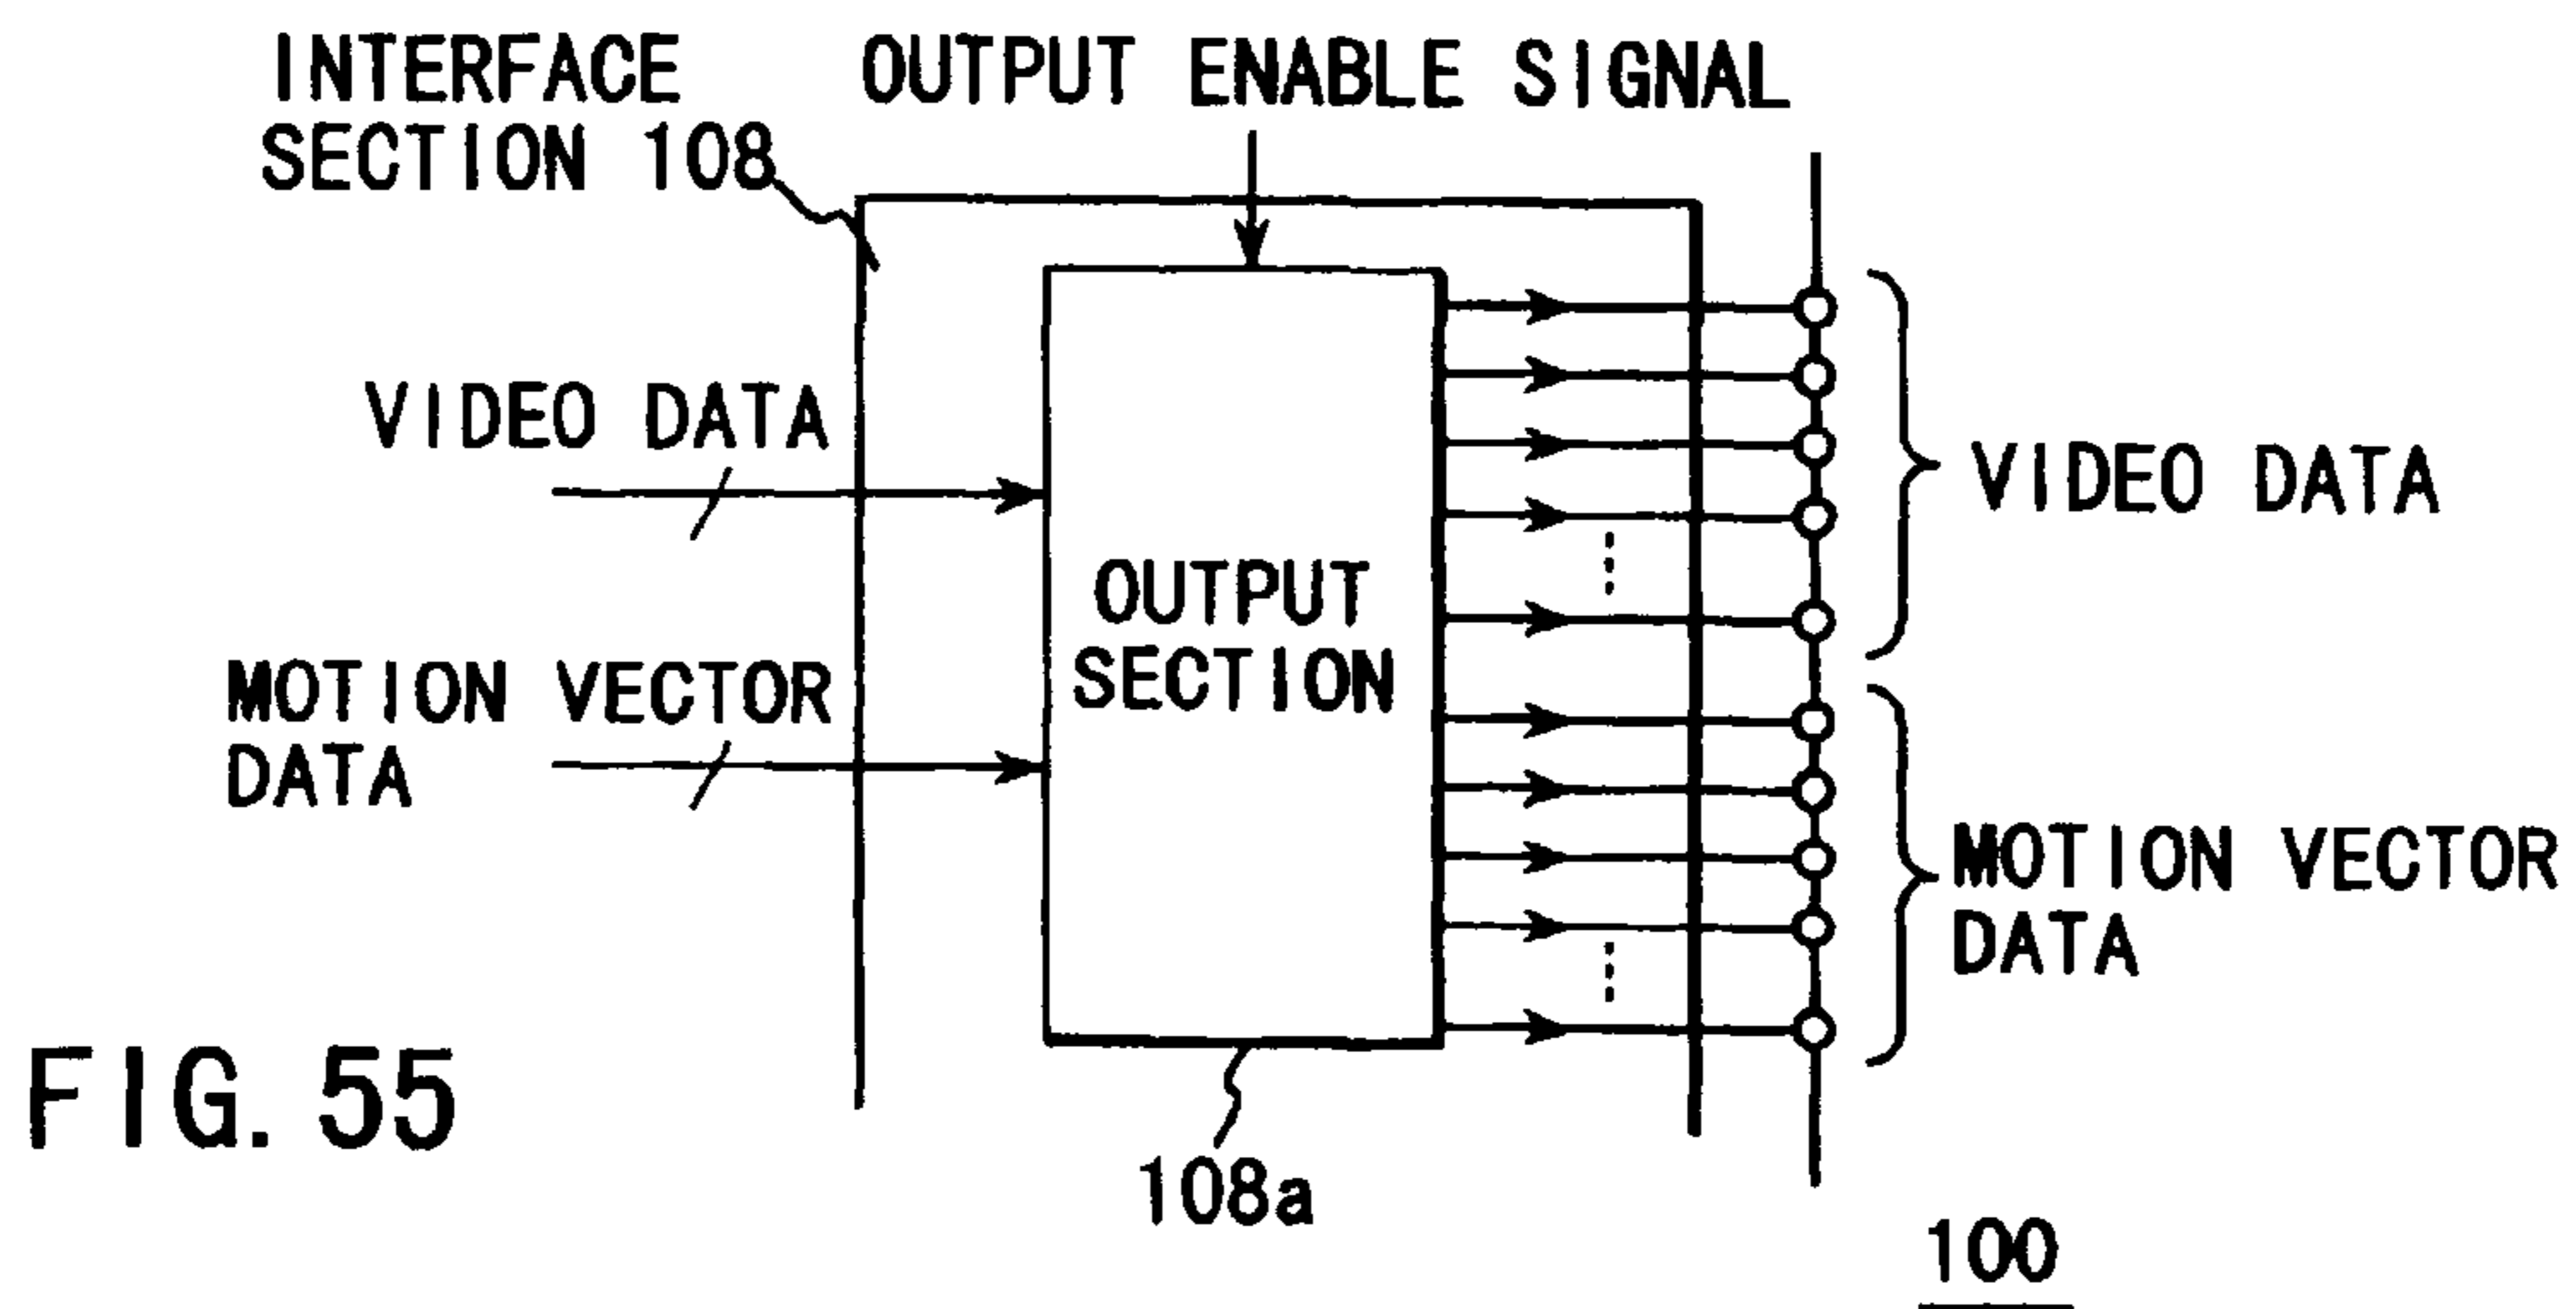 INTERFACE
SECTION 108
OUTPUT ENABLE SIGNAL
VIDEO DATA
MOTION VECTOR
DATA
OUTPUT
SECTION
VIDEO DATA
MOTION VECTOR
DATA
108a
FIG. 55
100